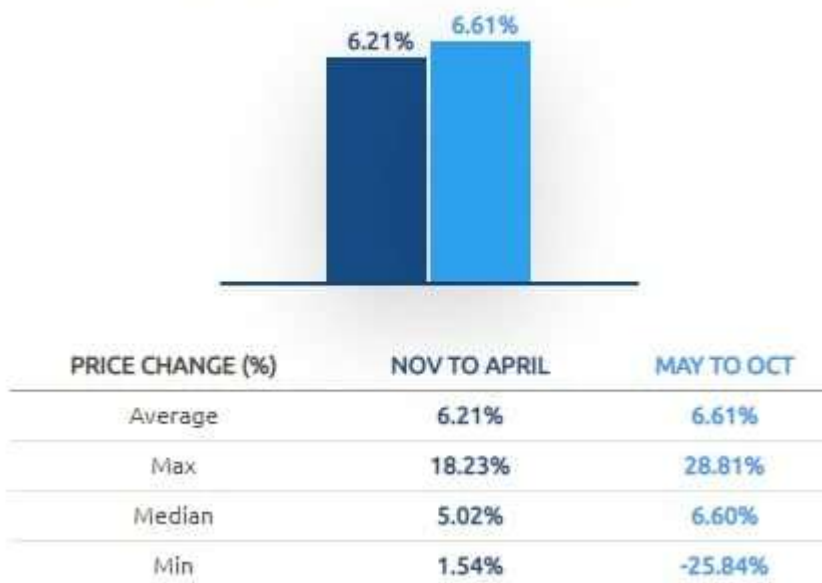 6.21% 6.61%
PRICE CHANGE (%) NOV TO APRIL MAY TO OCT
Average 6.21% 6.61%
Max 18.23% 28.81%
Median 5.02% 6.60%
Min 1.54% -25.84%